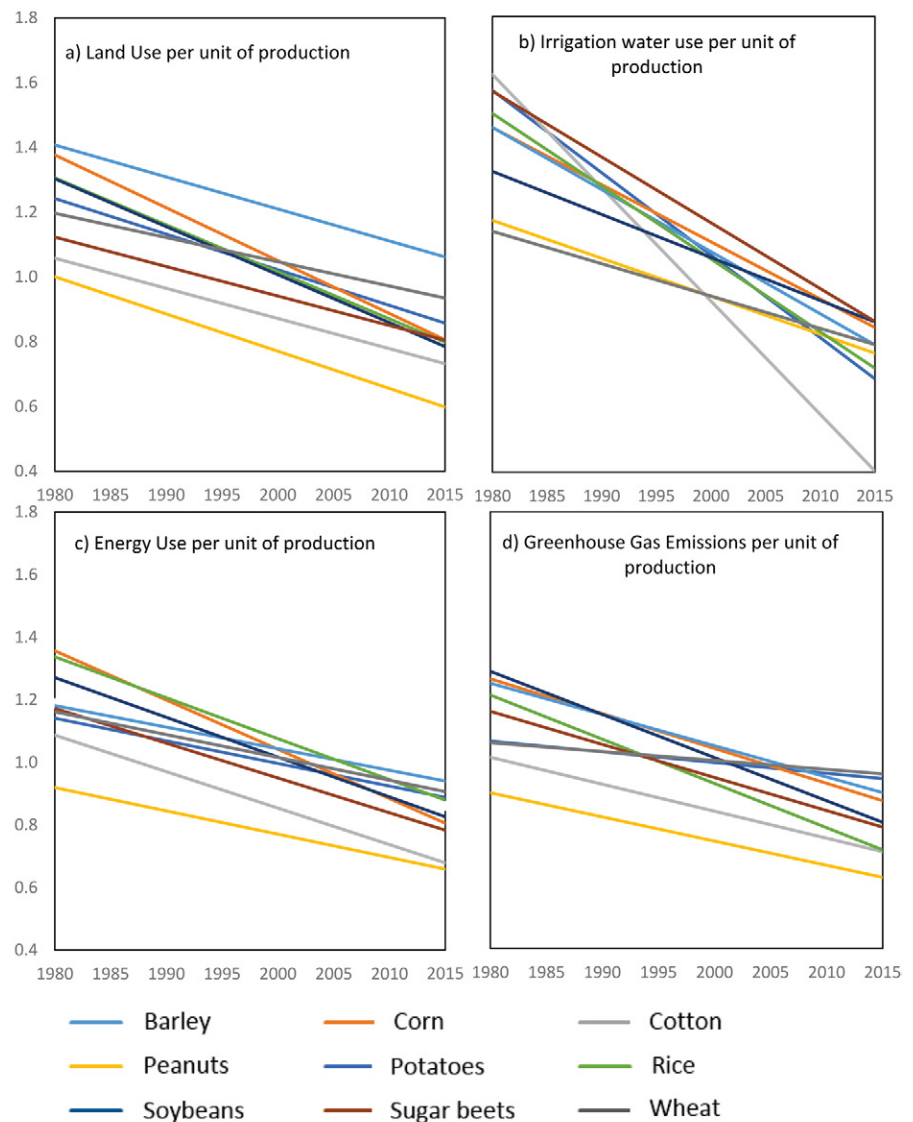 1.8
1.6
1.4
1.2
1.0
0.8
0.6
0.4
a) Land Use per unit of production
1980 1985 1990 1995 2000 2005 2010 2015
b) Irrigation water use per unit of
production
1980 1985 1990 1995 2000 2005 2010 2015
1.8
1.6
1.4
1.2
1.0
0.8
0.6
0.4
c) Energy Use per unit of production
1980 1985 1990 1995 2000 2005 2010 2015
d) Greenhouse Gas Emissions per unit of
production
1980 1985 1990 1995 2000 2005 2010 2015
Barley Corn Cotton
Peanuts Potatoes Rice
Soybeans Sugar beets Wheat